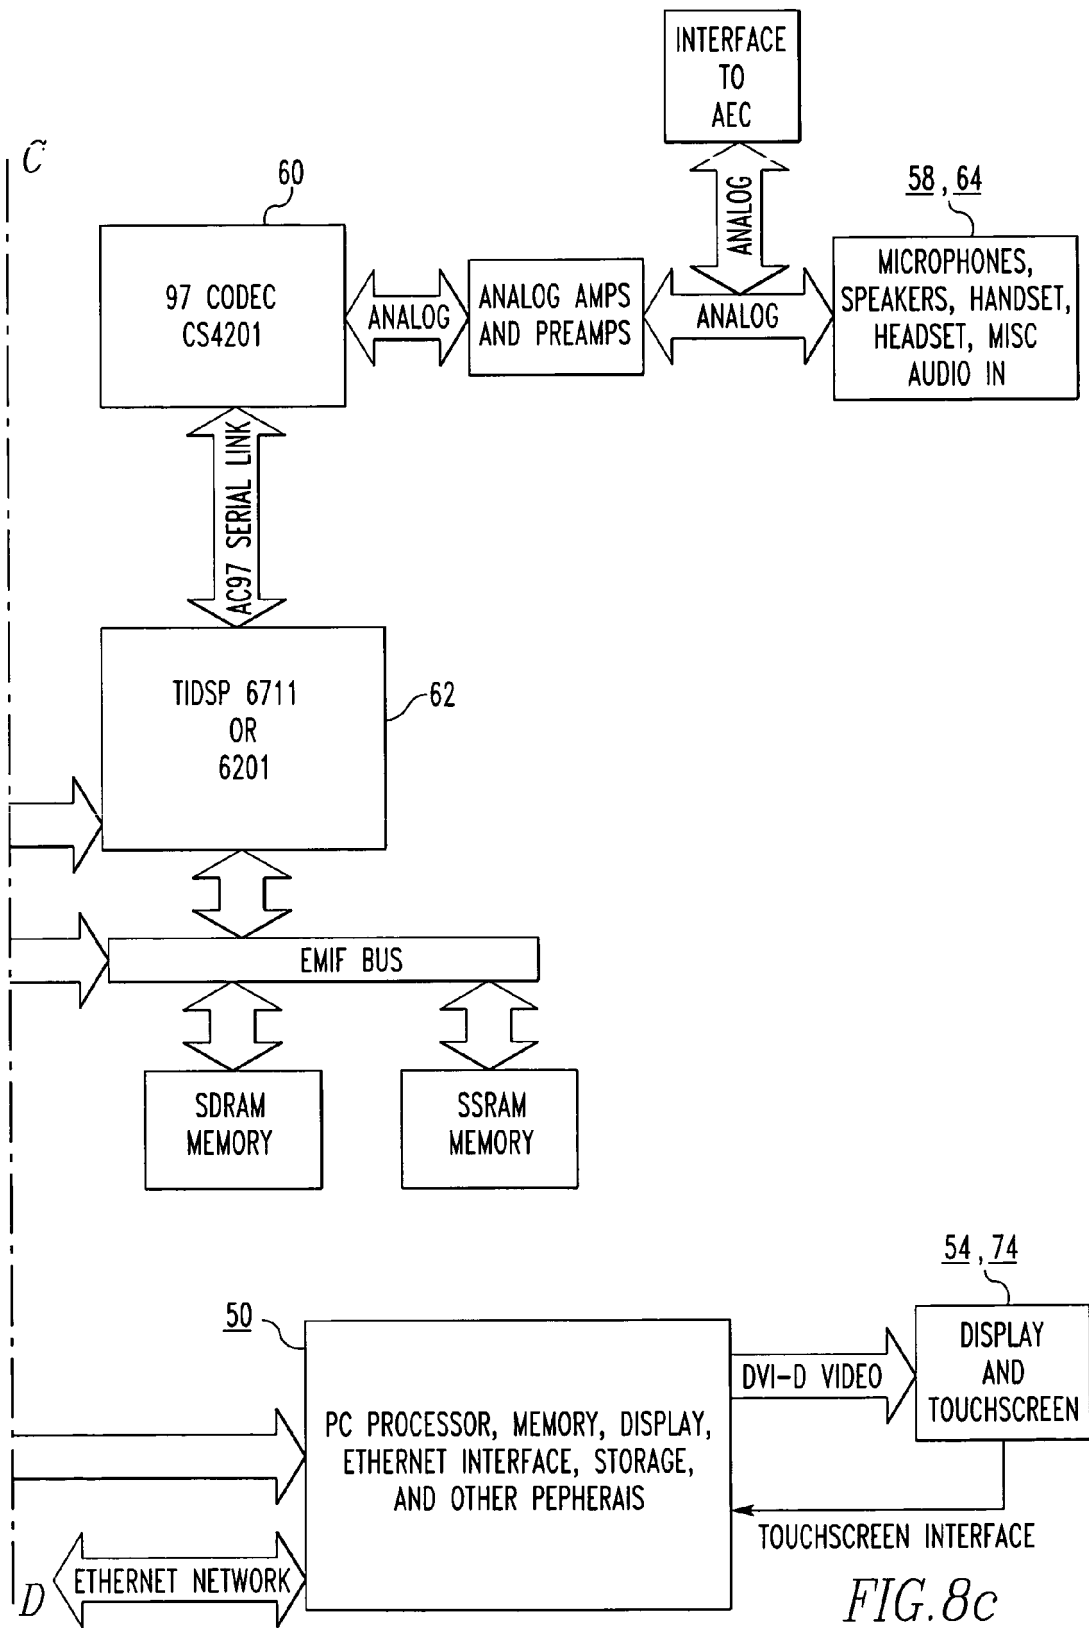 INTERFACE
TO
AEC
C
60
58, 64
ANALOG
97 CODEC
CS4201
ANALOG
ANALOG AMPS
AND PREAMPS
ANALOG
MICROPHONES,
SPEAKERS, HANDSET,
HEADSET, MISC
AUDIO IN
AC97 SERIAL LINK
TIDSP 6711
OR
6201
62
EMIF BUS
SDRAM
MEMORY
SSRAM
MEMORY
54, 74
50
DISPLAY
AND
TOUCHSCREEN
DVI-D VIDEO
PC PROCESSOR, MEMORY, DISPLAY,
ETHERNET INTERFACE, STORAGE,
AND OTHER PEPHERAIS
TOUCHSCREEN INTERFACE
ETHERNET NETWORK
D
FIG.8c